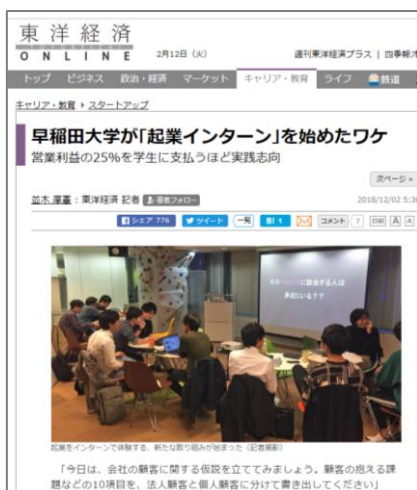 東洋経済
ONLINE
2月12日（火）
週刊東洋経済プラス | 四季報オ
トップ ビジネス 政治・経済 マーケット キャリア・教育 ライフ 鉄道
キャリア・教育 › スタートアップ
早稲田大学が「起業インターン」を始めたワケ
営業利益の25%を学生に支払うほど実践志向
次ページ »
並木 厚憲 : 東洋経済 記者 著者フォロー
2018/12/02 5:30
シェア 776 ツイート 一覧 B! コメント 7 印刷 A A
起業をインターンで体験する、新たな取り組みが始まった（記者撮影）
「今日は、会社の顧客に関する仮説を立ててみましょう。顧客の抱える課
題などの10項目を、法人顧客と個人顧客に分けて書き出してください」